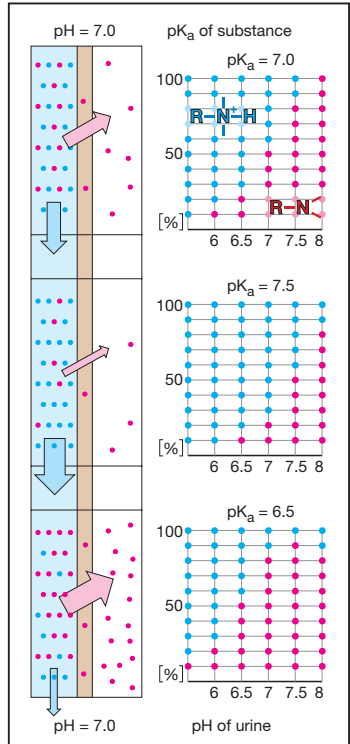 pH = 7.0 pKa of substance
pKa = 7.0
100
R–N⁺–H
50
R–N
[%]
6 6.5 7 7.5 8
pKa = 7.5
100
50
[%]
6 6.5 7 7.5 8
pKa = 6.5
100
50
[%]
6 6.5 7 7.5 8
pH = 7.0 pH of urine